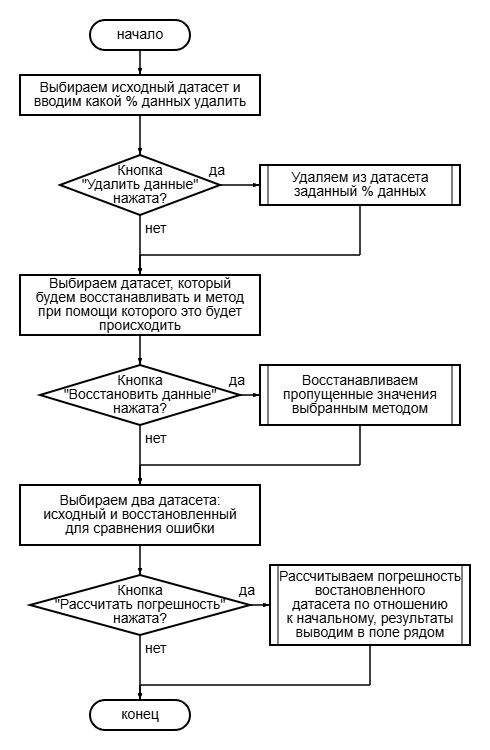 начало
Выбираем исходный датасет и
вводим какой % данных удалить
Кнопка
"Удалить данные"
нажата?
да
Удаляем из датасета
заданный % данных
нет
Выбираем датасет, который
будем восстанавливать и метод
при помощи которого это будет
происходить
Кнопка
"Восстановить данные"
нажата?
да
Восстанавливаем
пропущенные значения
выбранным методом
нет
Выбираем два датасета:
исходный и восстановленный
для сравнения ошибки
Кнопка
"Рассчитать погрешность"
нажата?
да
Рассчитываем погрешность
востановленного
датасета по отношению
к начальному, результаты
выводим в поле рядом
нет
конец